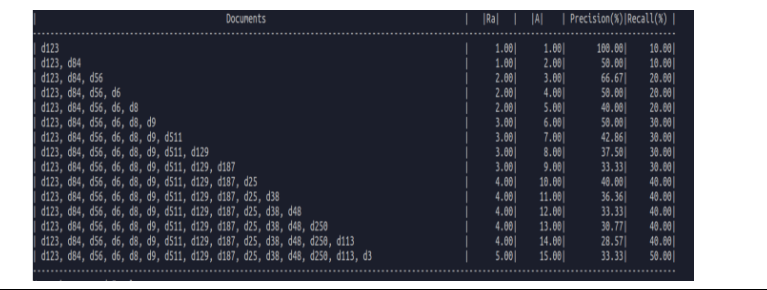 | Documents | |Ra| | |A| | Precision(%)|Recall(%) |
| d123 | 1.00| 1.00| 100.00| 10.00|
| d123, d84 | 1.00| 2.00| 50.00| 10.00|
| d123, d84, d56 | 2.00| 3.00| 66.67| 20.00|
| d123, d84, d56, d6 | 2.00| 4.00| 50.00| 20.00|
| d123, d84, d56, d6, d8 | 2.00| 5.00| 40.00| 20.00|
| d123, d84, d56, d6, d8, d9 | 3.00| 6.00| 50.00| 30.00|
| d123, d84, d56, d6, d8, d9, d511 | 3.00| 7.00| 42.86| 30.00|
| d123, d84, d56, d6, d8, d9, d511, d129 | 3.00| 8.00| 37.50| 30.00|
| d123, d84, d56, d6, d8, d9, d511, d129, d187 | 3.00| 9.00| 33.33| 30.00|
| d123, d84, d56, d6, d8, d9, d511, d129, d187, d25 | 4.00| 10.00| 40.00| 40.00|
| d123, d84, d56, d6, d8, d9, d511, d129, d187, d25, d38 | 4.00| 11.00| 36.36| 40.00|
| d123, d84, d56, d6, d8, d9, d511, d129, d187, d25, d38, d48 | 4.00| 12.00| 33.33| 40.00|
| d123, d84, d56, d6, d8, d9, d511, d129, d187, d25, d38, d48, d250 | 4.00| 13.00| 30.77| 40.00|
| d123, d84, d56, d6, d8, d9, d511, d129, d187, d25, d38, d48, d250, d113 | 4.00| 14.00| 28.57| 40.00|
| d123, d84, d56, d6, d8, d9, d511, d129, d187, d25, d38, d48, d250, d113, d3 | 5.00| 15.00| 33.33| 50.00|